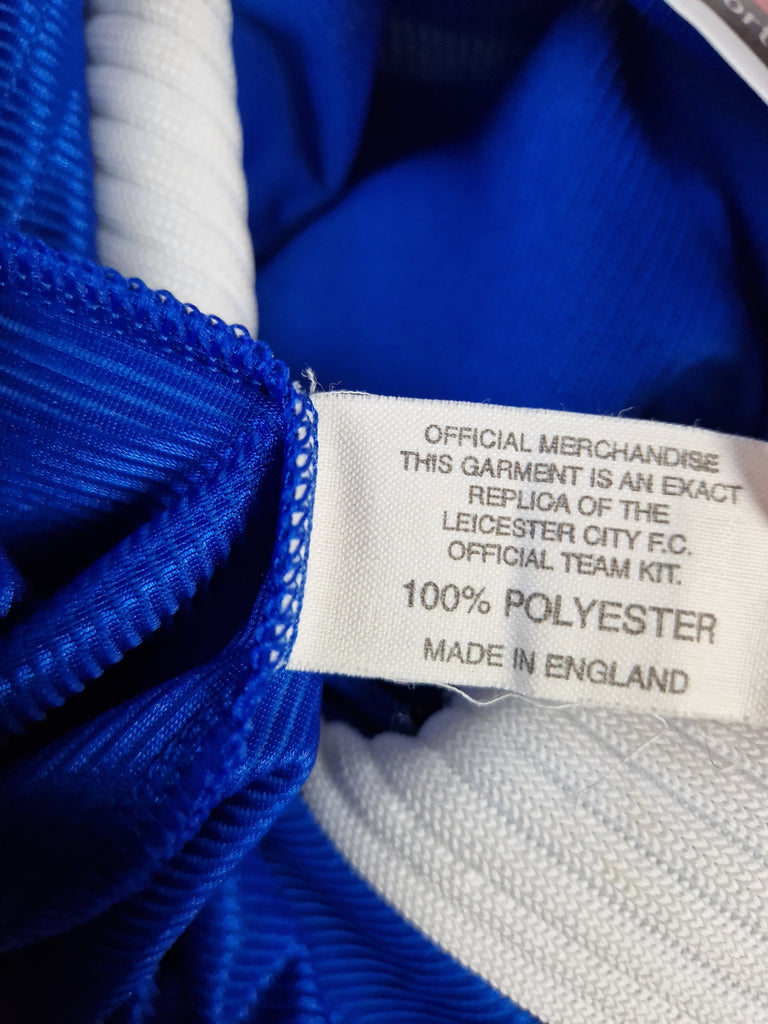 ort
OFFICIAL MERCHANDISE
THIS GARMENT IS AN EXACT
REPLICA OF THE
LEICESTER CITY F.C.
OFFICIAL TEAM KIT.
100% POLYESTER
MADE IN ENGLAND